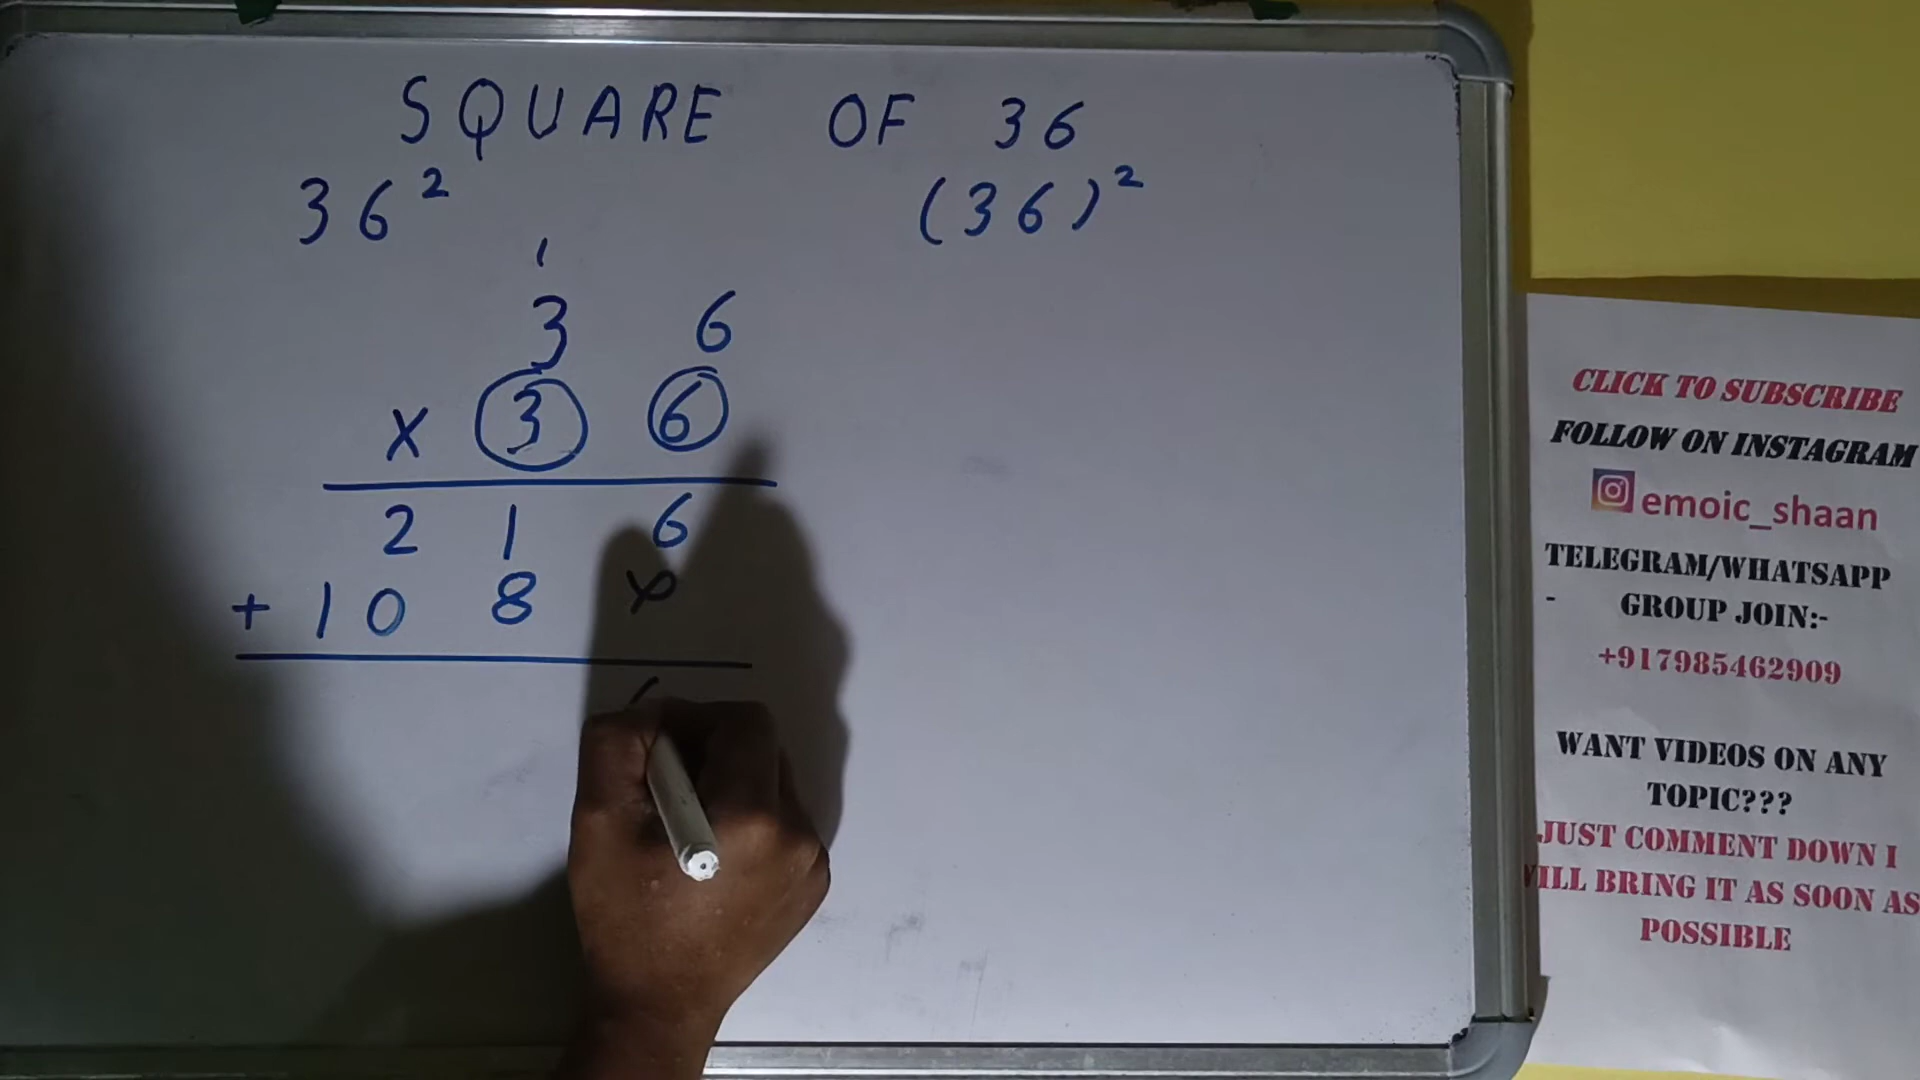 SQUARE OF 36
36² (36)²
1
3 6
x 3 6
2 1 6
+ 1 0 8 x
CLICK TO SUBSCRIBE
FOLLOW ON INSTAGRAM
emoic_shaan
TELEGRAM/WHATSAPP
- GROUP JOIN:-
+917985462909
WANT VIDEOS ON ANY
TOPIC???
JUST COMMENT DOWN I
WILL BRING IT AS SOON AS
POSSIBLE